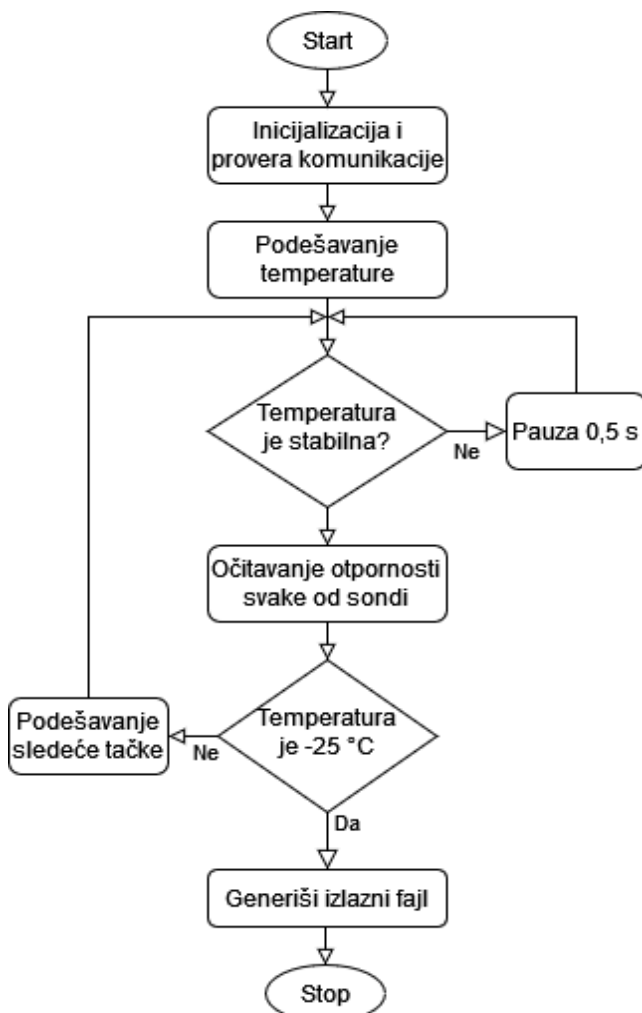 Start
Inicijalizacija i
provera komunikacije
Podešavanje
temperature
Temperatura
je stabilna?
Ne
Pauza 0,5 s
Očitavanje otpornosti
svake od sondi
Temperatura
je -25 °C
Ne
Podešavanje
sledeće tačke
Da
Generiši izlazni fajl
Stop